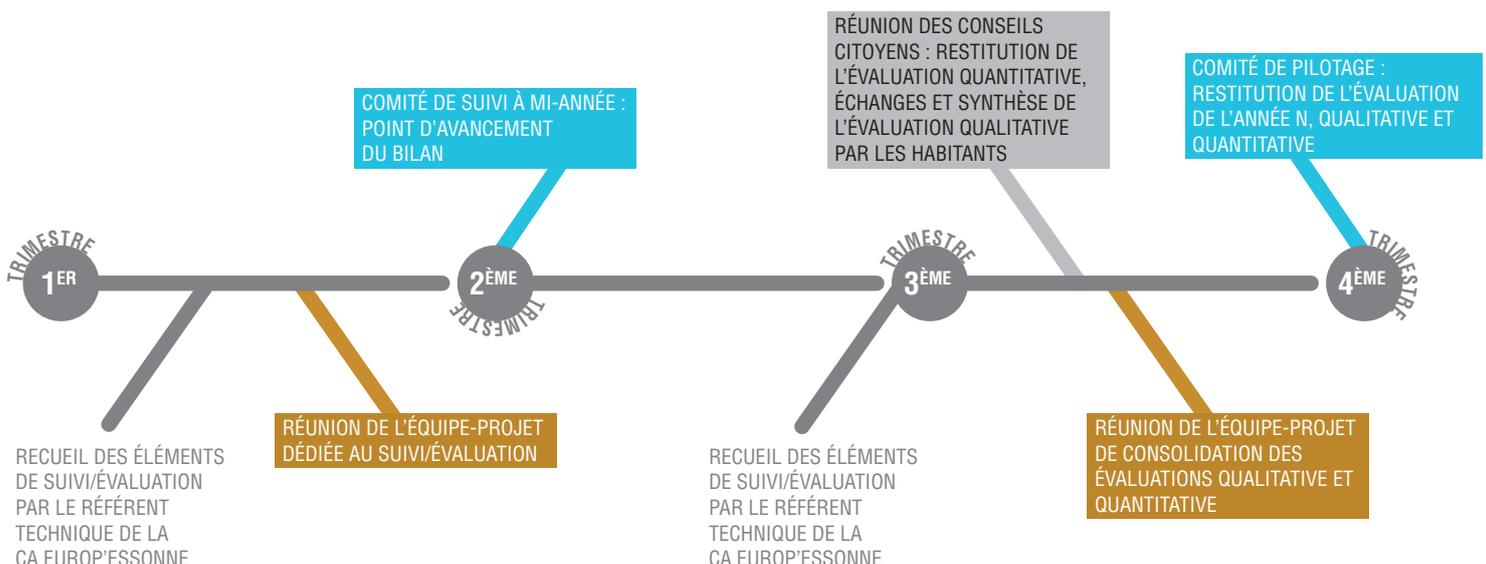 RÉUNION DES CONSEILS
CITOYENS : RESTITUTION DE
L'ÉVALUATION QUANTITATIVE,
ÉCHANGES ET SYNTHÈSE DE
L'ÉVALUATION QUALITATIVE
PAR LES HABITANTS
COMITÉ DE PILOTAGE :
RESTITUTION DE L'ÉVALUATION
DE L'ANNÉE N, QUALITATIVE ET
QUANTITATIVE
COMITÉ DE SUIVI À MI-ANNÉE :
POINT D'AVANCEMENT
DU BILAN
TRIMESTRE
1ER
2ÈME
TRIMESTRE
TRIMESTRE
3ÈME
4ÈME
TRIMESTRE
RECUEIL DES ÉLÉMENTS
DE SUIVI/ÉVALUATION
PAR LE RÉFÉRENT
TECHNIQUE DE LA
CA EUROP'ESSONNE
RÉUNION DE L'ÉQUIPE-PROJET
DÉDIÉE AU SUIVI/ÉVALUATION
RECUEIL DES ÉLÉMENTS
DE SUIVI/ÉVALUATION
PAR LE RÉFÉRENT
TECHNIQUE DE LA
CA EUROP'ESSONNE
RÉUNION DE L'ÉQUIPE-PROJET
DE CONSOLIDATION DES
ÉVALUATIONS QUALITATIVE ET
QUANTITATIVE